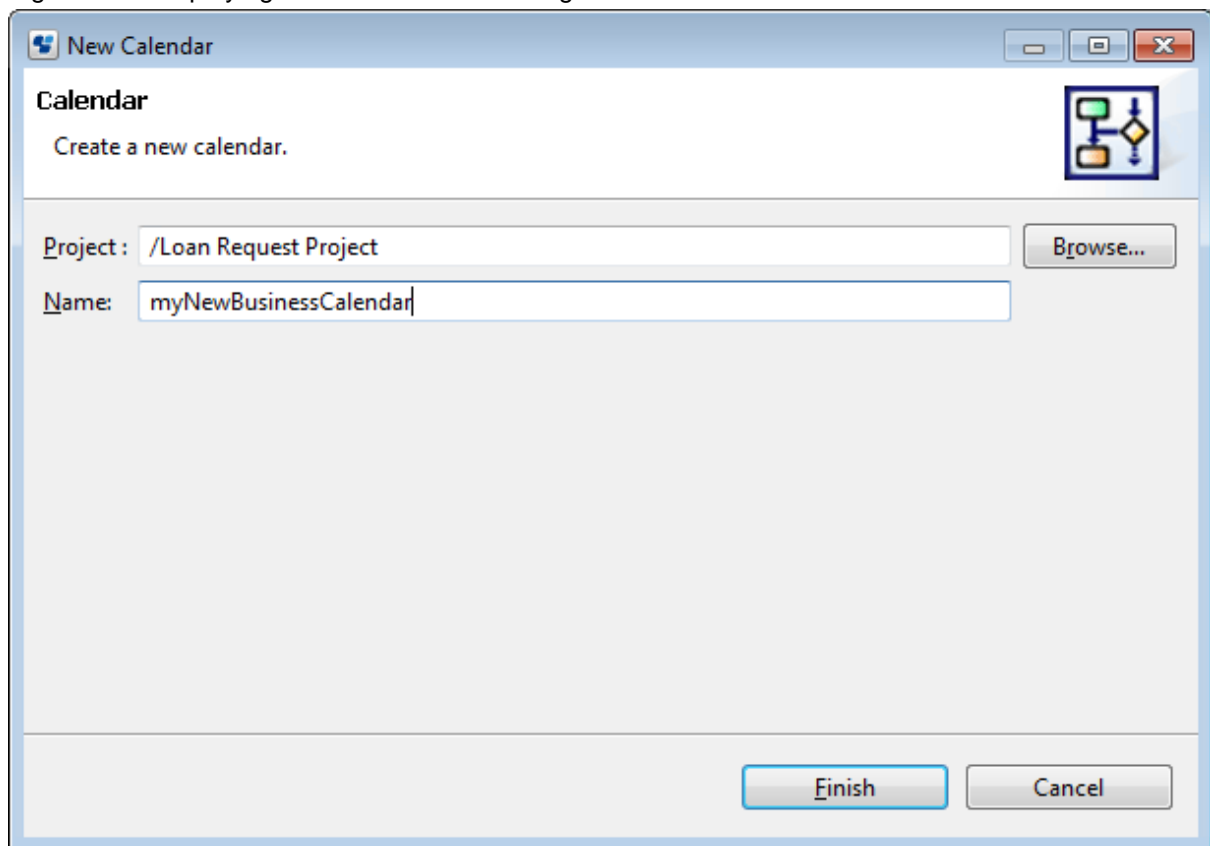 New Calendar
Calendar
Create a new calendar.
Project : /Loan Request Project Browse...
Name: myNewBusinessCalendar
Finish Cancel